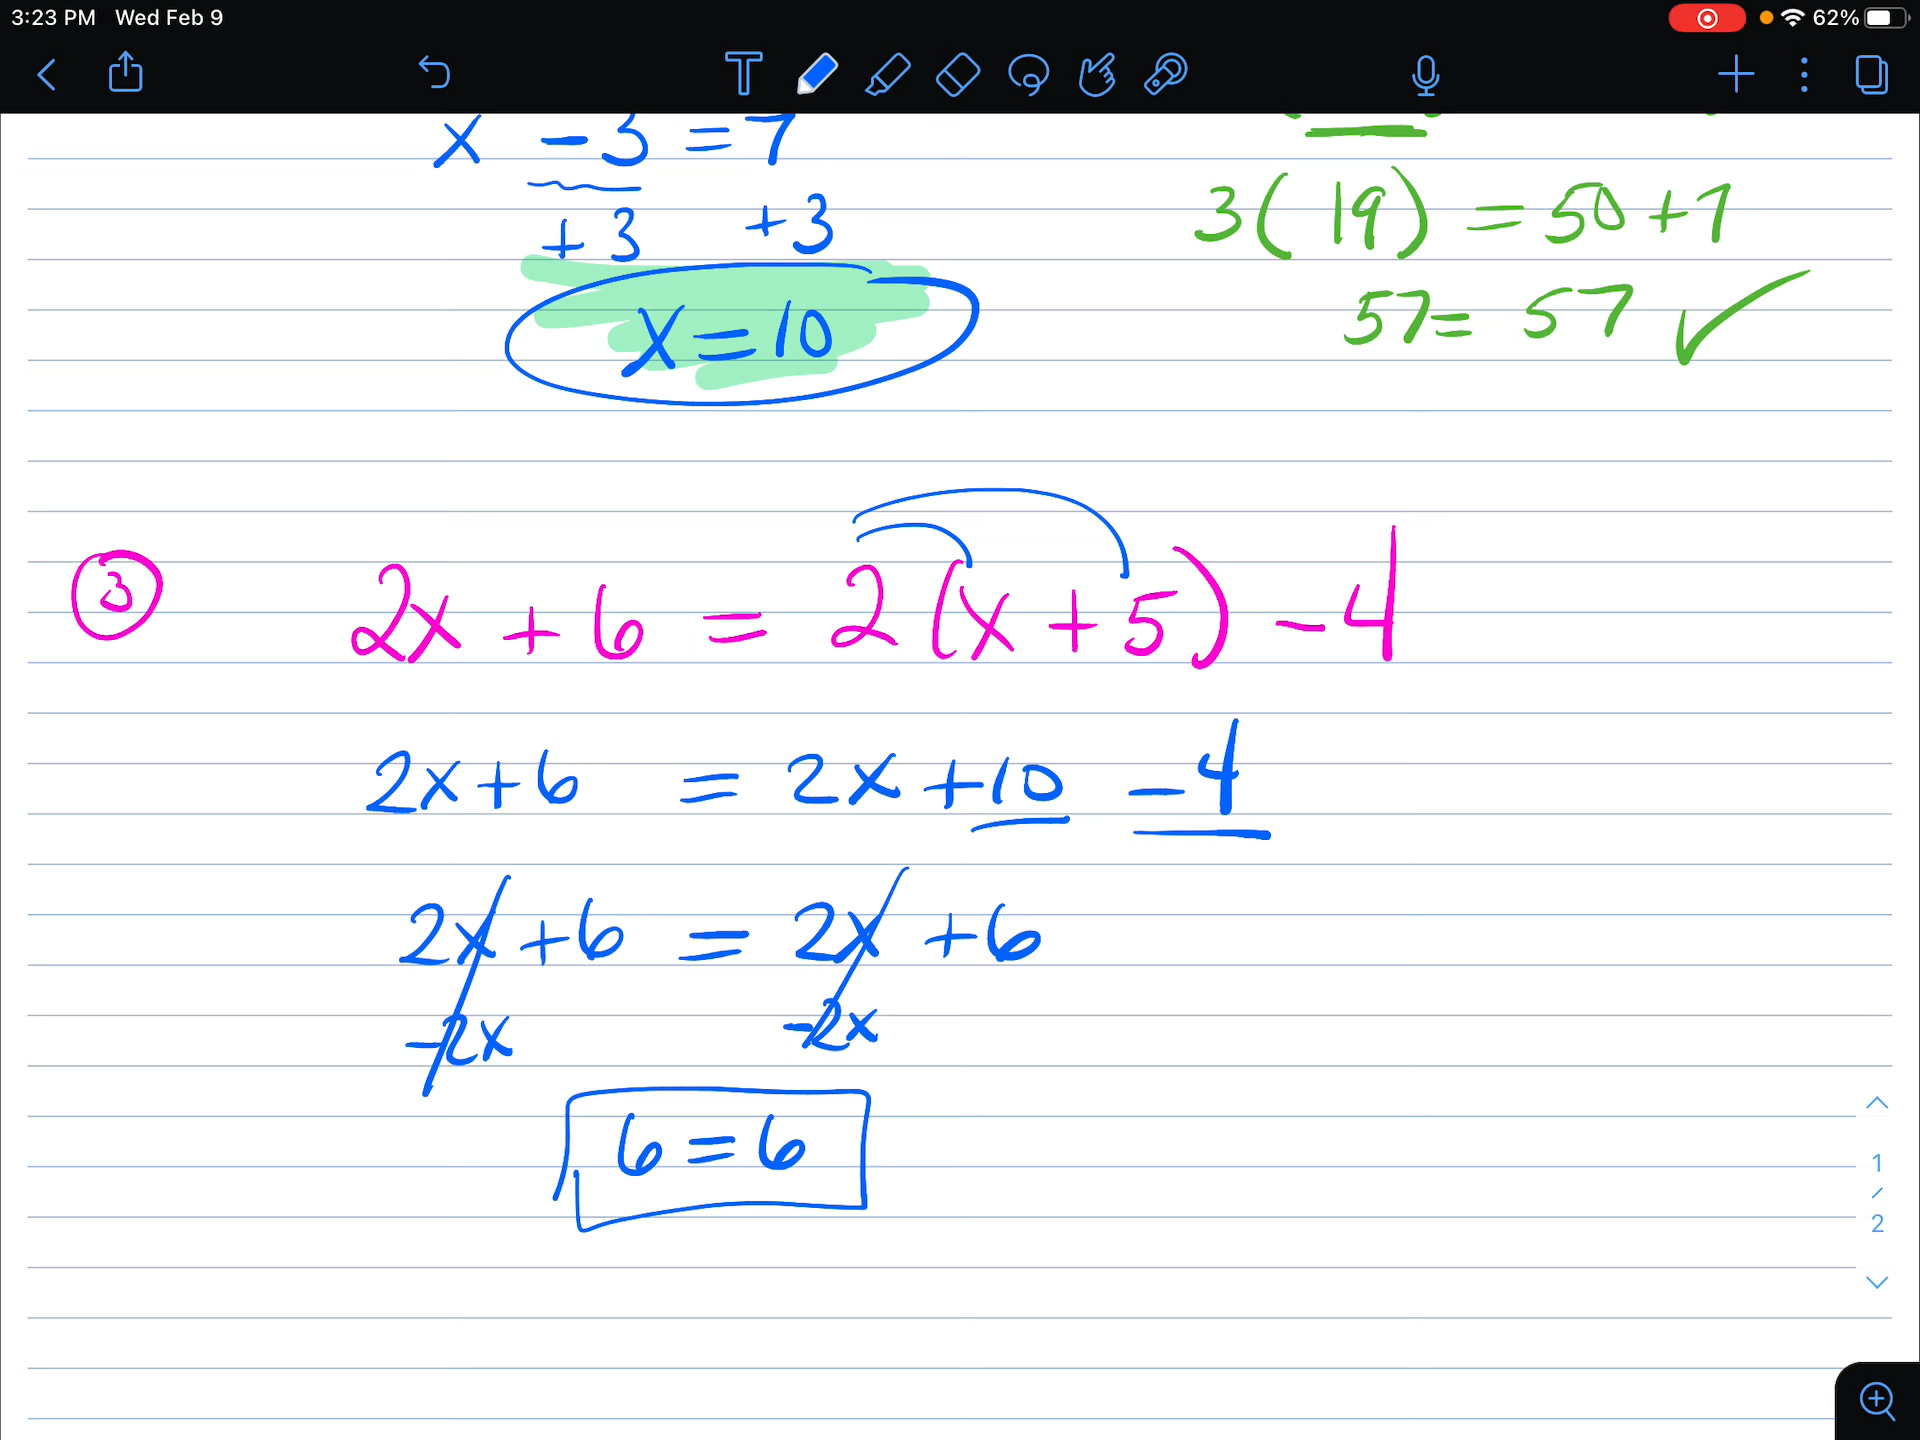 3:23 PM Wed Feb 9
62%
x - 3 = 7
+ 3 + 3
x = 10
3(19) = 50 + 7
57 = 57 ✓
③ 2x + 6 = 2(x + 5) - 4
2x + 6 = 2x + 10 - 4
2x + 6 = 2x + 6
-2x -2x
6 = 6
1
/
2